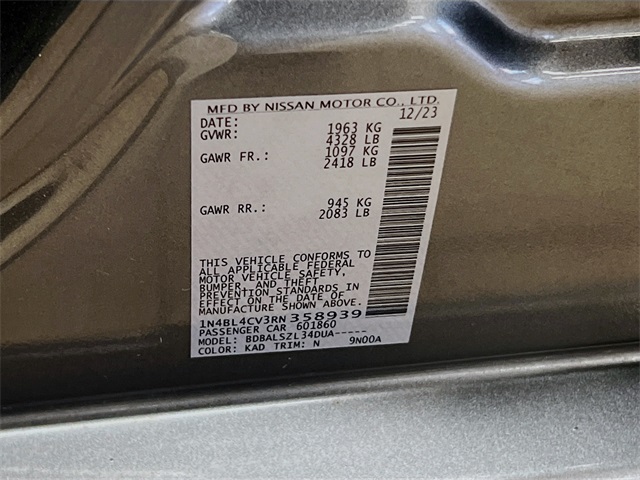 MFD BY NISSAN MOTOR CO., LTD.
DATE: 12/23
GVWR: 1963 KG
4328 LB
GAWR FR.: 1097 KG
2418 LB
GAWR RR.: 945 KG
2083 LB
THIS VEHICLE CONFORMS TO
ALL APPLICABLE FEDERAL
MOTOR VEHICLE SAFETY,
BUMPER, AND THEFT
PREVENTION STANDARDS IN
EFFECT ON THE DATE OF
MANUFACTURE SHOWN ABOVE.
1N4BL4CV3RN358939
PASSENGER CAR 601860
MODEL: BDBALSZL34DUA-----
COLOR: KAD TRIM: N 9N00A